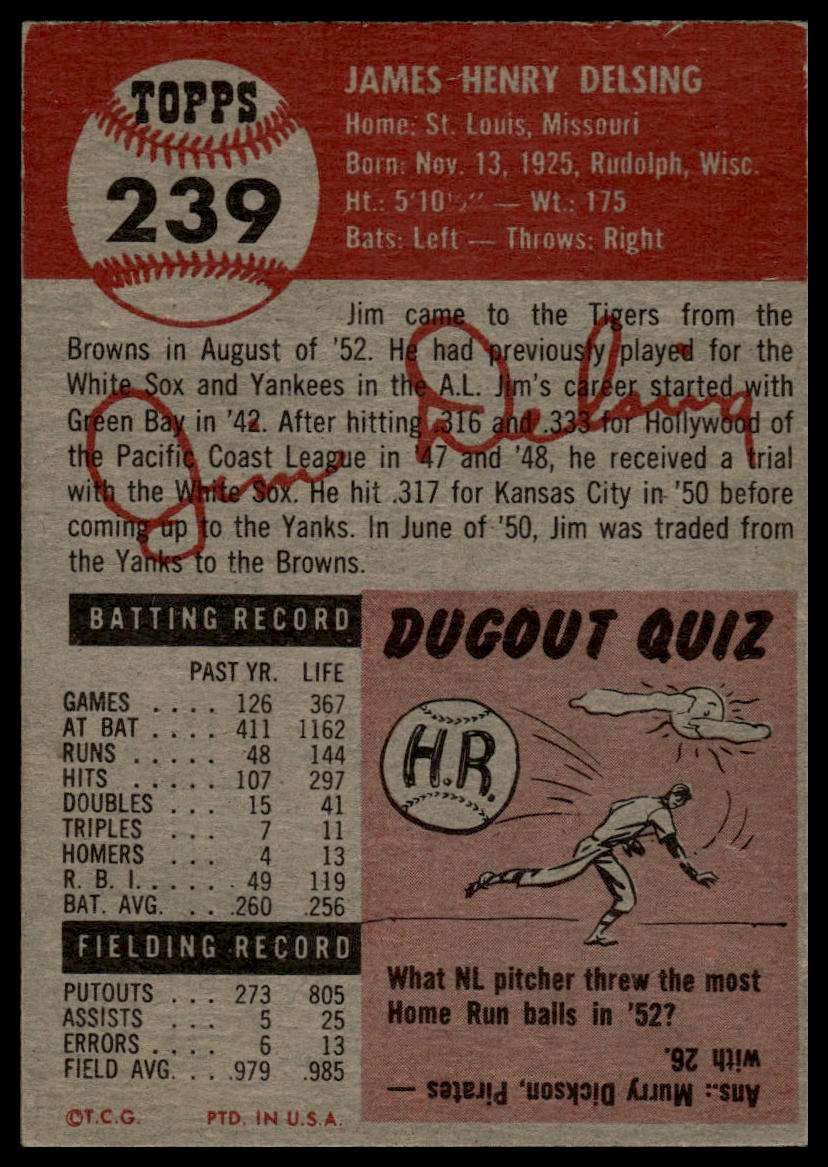 TOPPS
239
JAMES HENRY DELSING
Home: St. Louis, Missouri
Born: Nov. 13, 1925, Rudolph, Wisc.
Ht.: 5'10½" — Wt.: 175
Bats: Left — Throws: Right
Jim came to the Tigers from the
Browns in August of '52. He had previously played for the
White Sox and Yankees in the A.L. Jim's career started with
Green Bay in '42. After hitting .316 and .333 for Hollywood of
the Pacific Coast League in '47 and '48, he received a trial
with the White Sox. He hit .317 for Kansas City in '50 before
coming up to the Yanks. In June of '50, Jim was traded from
the Yanks to the Browns.
Jim Delsing
BATTING RECORD
PAST YR. LIFE
GAMES .... 126 367
AT BAT .... 411 1162
RUNS ..... 48 144
HITS ..... 107 297
DOUBLES ... 15 41
TRIPLES ... 7 11
HOMERS ... 4 13
R. B. I. ..... 49 119
BAT. AVG. ... .260 .256
FIELDING RECORD
PUTOUTS ... 273 805
ASSISTS ... 5 25
ERRORS .... 6 13
FIELD AVG. .. .979 .985
©T.C.G. PTD. IN U.S.A.
DUGOUT QUIZ
H.R.
What NL pitcher threw the most
Home Run balls in '52?
Ans.: Murry Dickson, Pirates —
with 26.